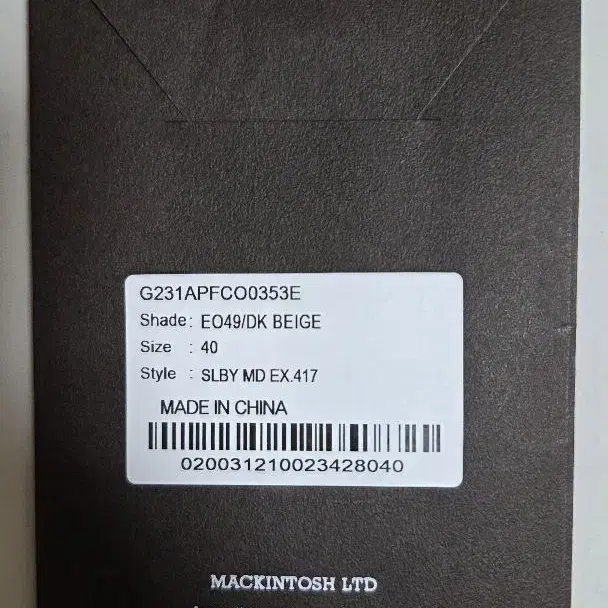 G231APFCO0353E
Shade: EO49/DK BEIGE
Size : 40
Style : SLBY MD EX.417
MADE IN CHINA
020031210023428040
MACKINTOSH LTD